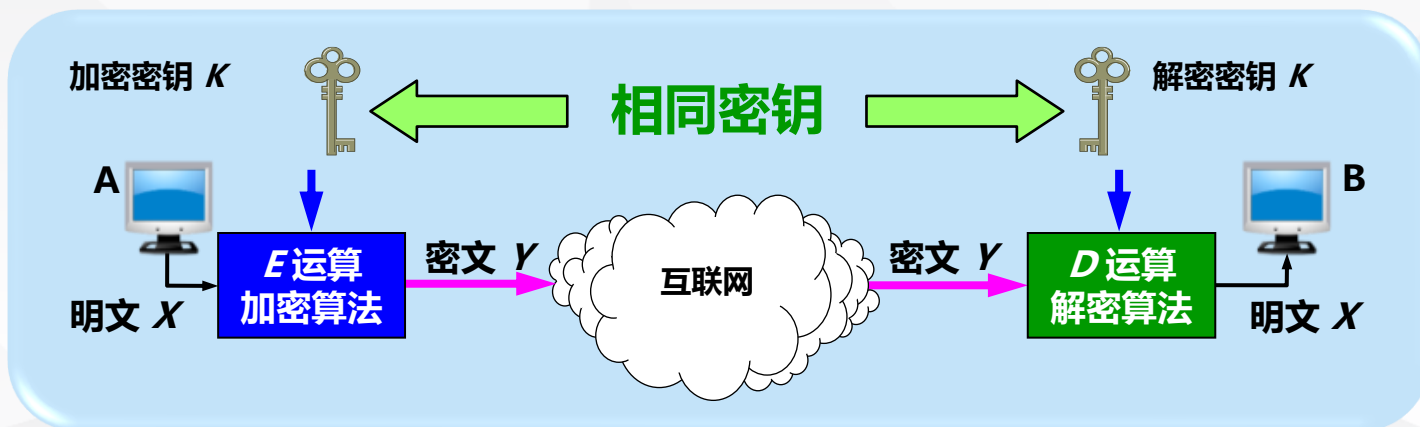 加密密钥 K
相同密钥
解密密钥 K
A
B
E 运算
加密算法
密文 Y
互联网
密文 Y
D 运算
解密算法
明文 X
明文 X